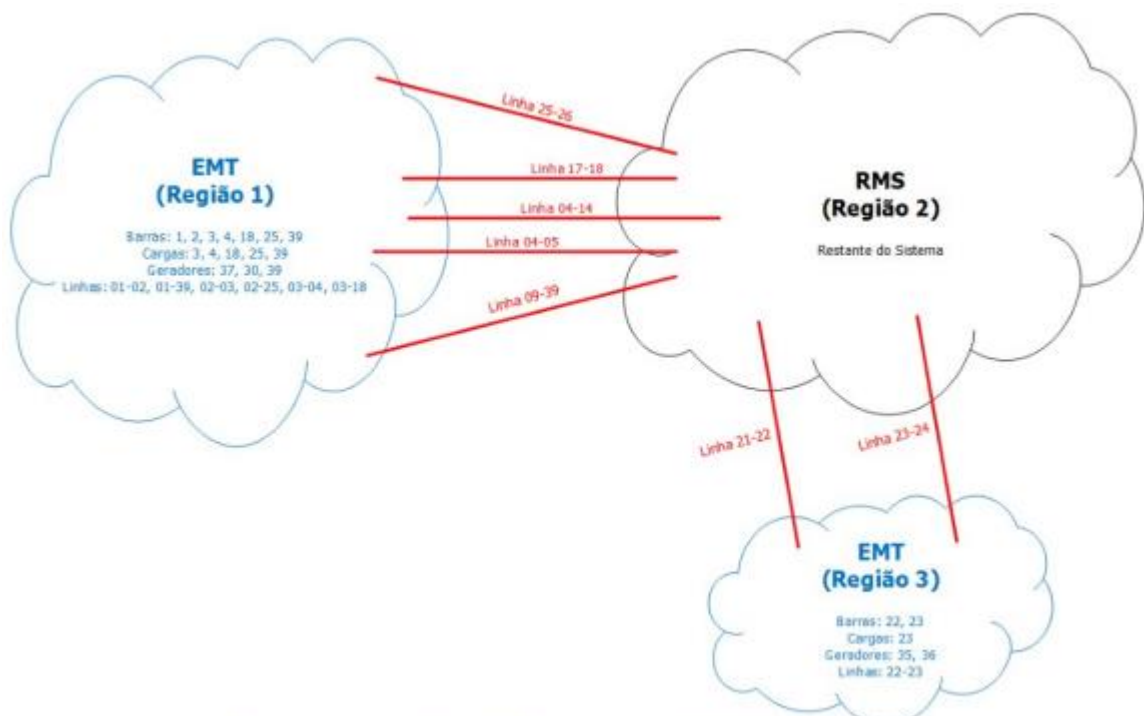 Linha 25-26
Linha 17-18
Linha 04-14
Linha 04-05
Linha 09-39
EMT
(Região 1)
Barras: 1, 2, 3, 4, 18, 25, 39
Cargas: 3, 4, 18, 25, 39
Geradores: 37, 30, 39
Linhas: 01-02, 01-39, 02-03, 02-25, 03-04, 03-18
RMS
(Região 2)
Restante do Sistema
Linha 21-22
Linha 23-24
EMT
(Região 3)
Barras: 22, 23
Cargas: 23
Geradores: 35, 36
Linhas: 22-23